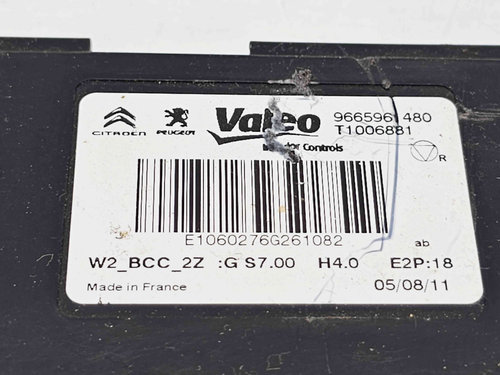 CITROËN PEUGEOT Valeo 9665961480
T1006881
Controls
R
E1060276G261082
ab
W2_BCC_2Z :G S7.00 H4.0 E2P:18
Made in France 05/08/11